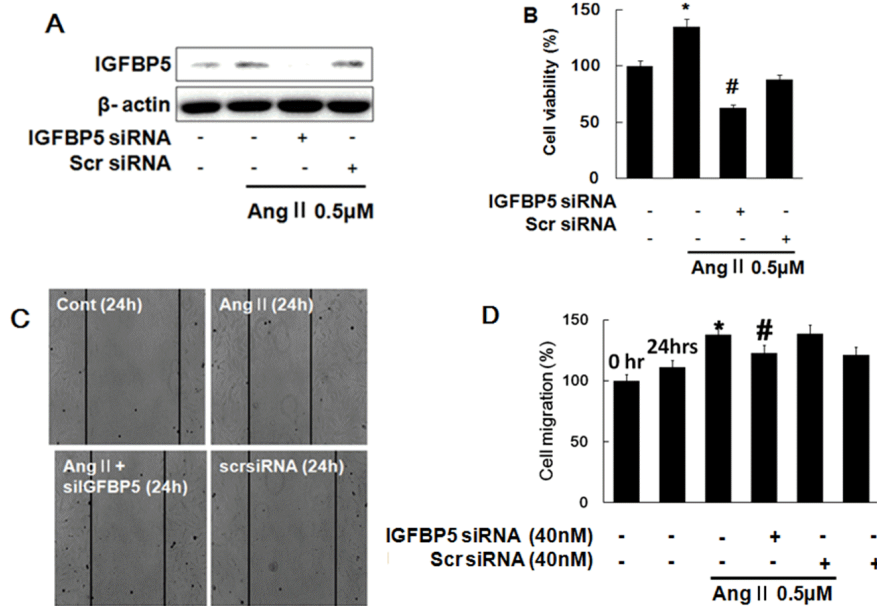 A
IGFBP5
β- actin
IGFBP5 siRNA - - + -
Scr siRNA - - - +
Ang II 0.5μM
B
Cell viability (%)
150
100
50
0
*
#
IGFBP5 siRNA - - + -
Scr siRNA - - - +
Ang II 0.5μM
C
Cont (24h)
Ang II (24h)
Ang II +
siIGFBP5 (24h)
scrsiRNA (24h)
D
Cell migration (%)
150
100
50
0
0 hr
24hrs
*
#
IGFBP5 siRNA (40nM) - - - + - -
Scr siRNA (40nM) - - - - + +
Ang II 0.5μM